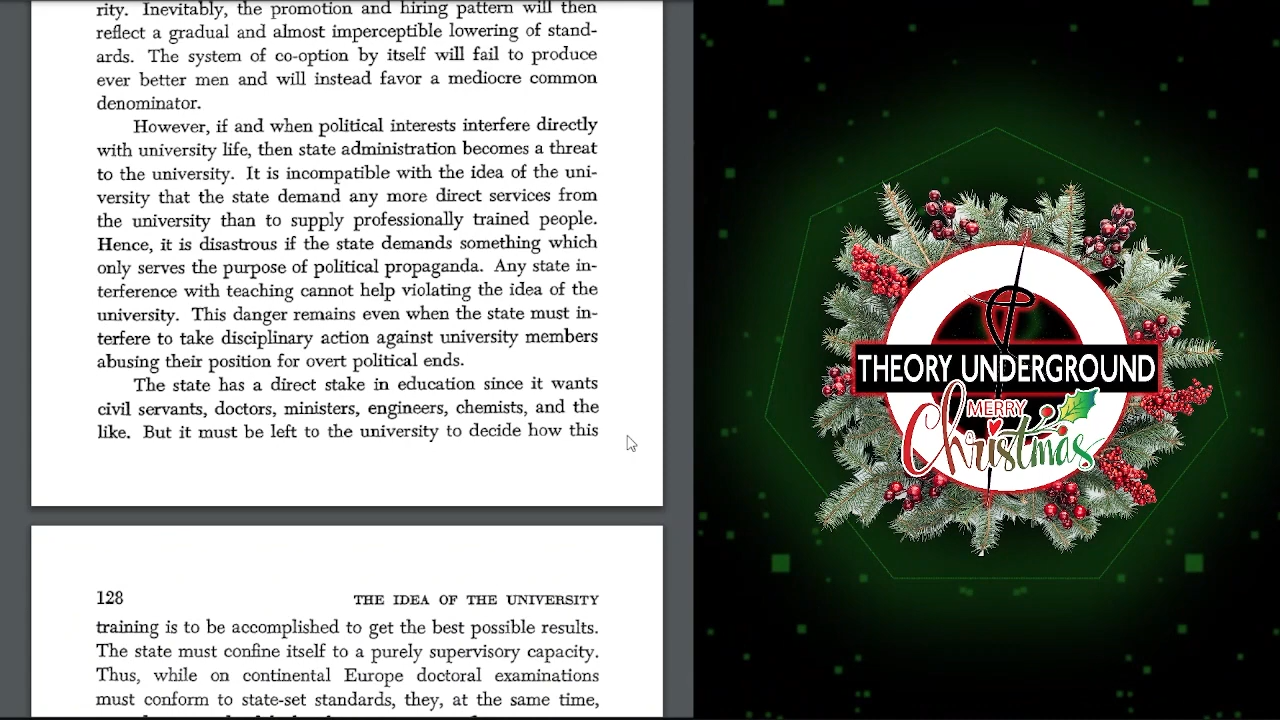 rity. Inevitably, the promotion and hiring pattern will then
reflect a gradual and almost imperceptible lowering of stand-
ards. The system of co-option by itself will fail to produce
ever better men and will instead favor a mediocre common
denominator.
However, if and when political interests interfere directly
with university life, then state administration becomes a threat
to the university. It is incompatible with the idea of the uni-
versity that the state demand any more direct services from
the university than to supply professionally trained people.
Hence, it is disastrous if the state demands something which
only serves the purpose of political propaganda. Any state in-
terference with teaching cannot help violating the idea of the
university. This danger remains even when the state must in-
terfere to take disciplinary action against university members
abusing their position for overt political ends.
The state has a direct stake in education since it wants
civil servants, doctors, ministers, engineers, chemists, and the
like. But it must be left to the university to decide how this
128 THE IDEA OF THE UNIVERSITY
training is to be accomplished to get the best possible results.
The state must confine itself to a purely supervisory capacity.
Thus, while on continental Europe doctoral examinations
must conform to state-set standards, they, at the same time,
THEORY UNDERGROUND
MERRY
Christmas